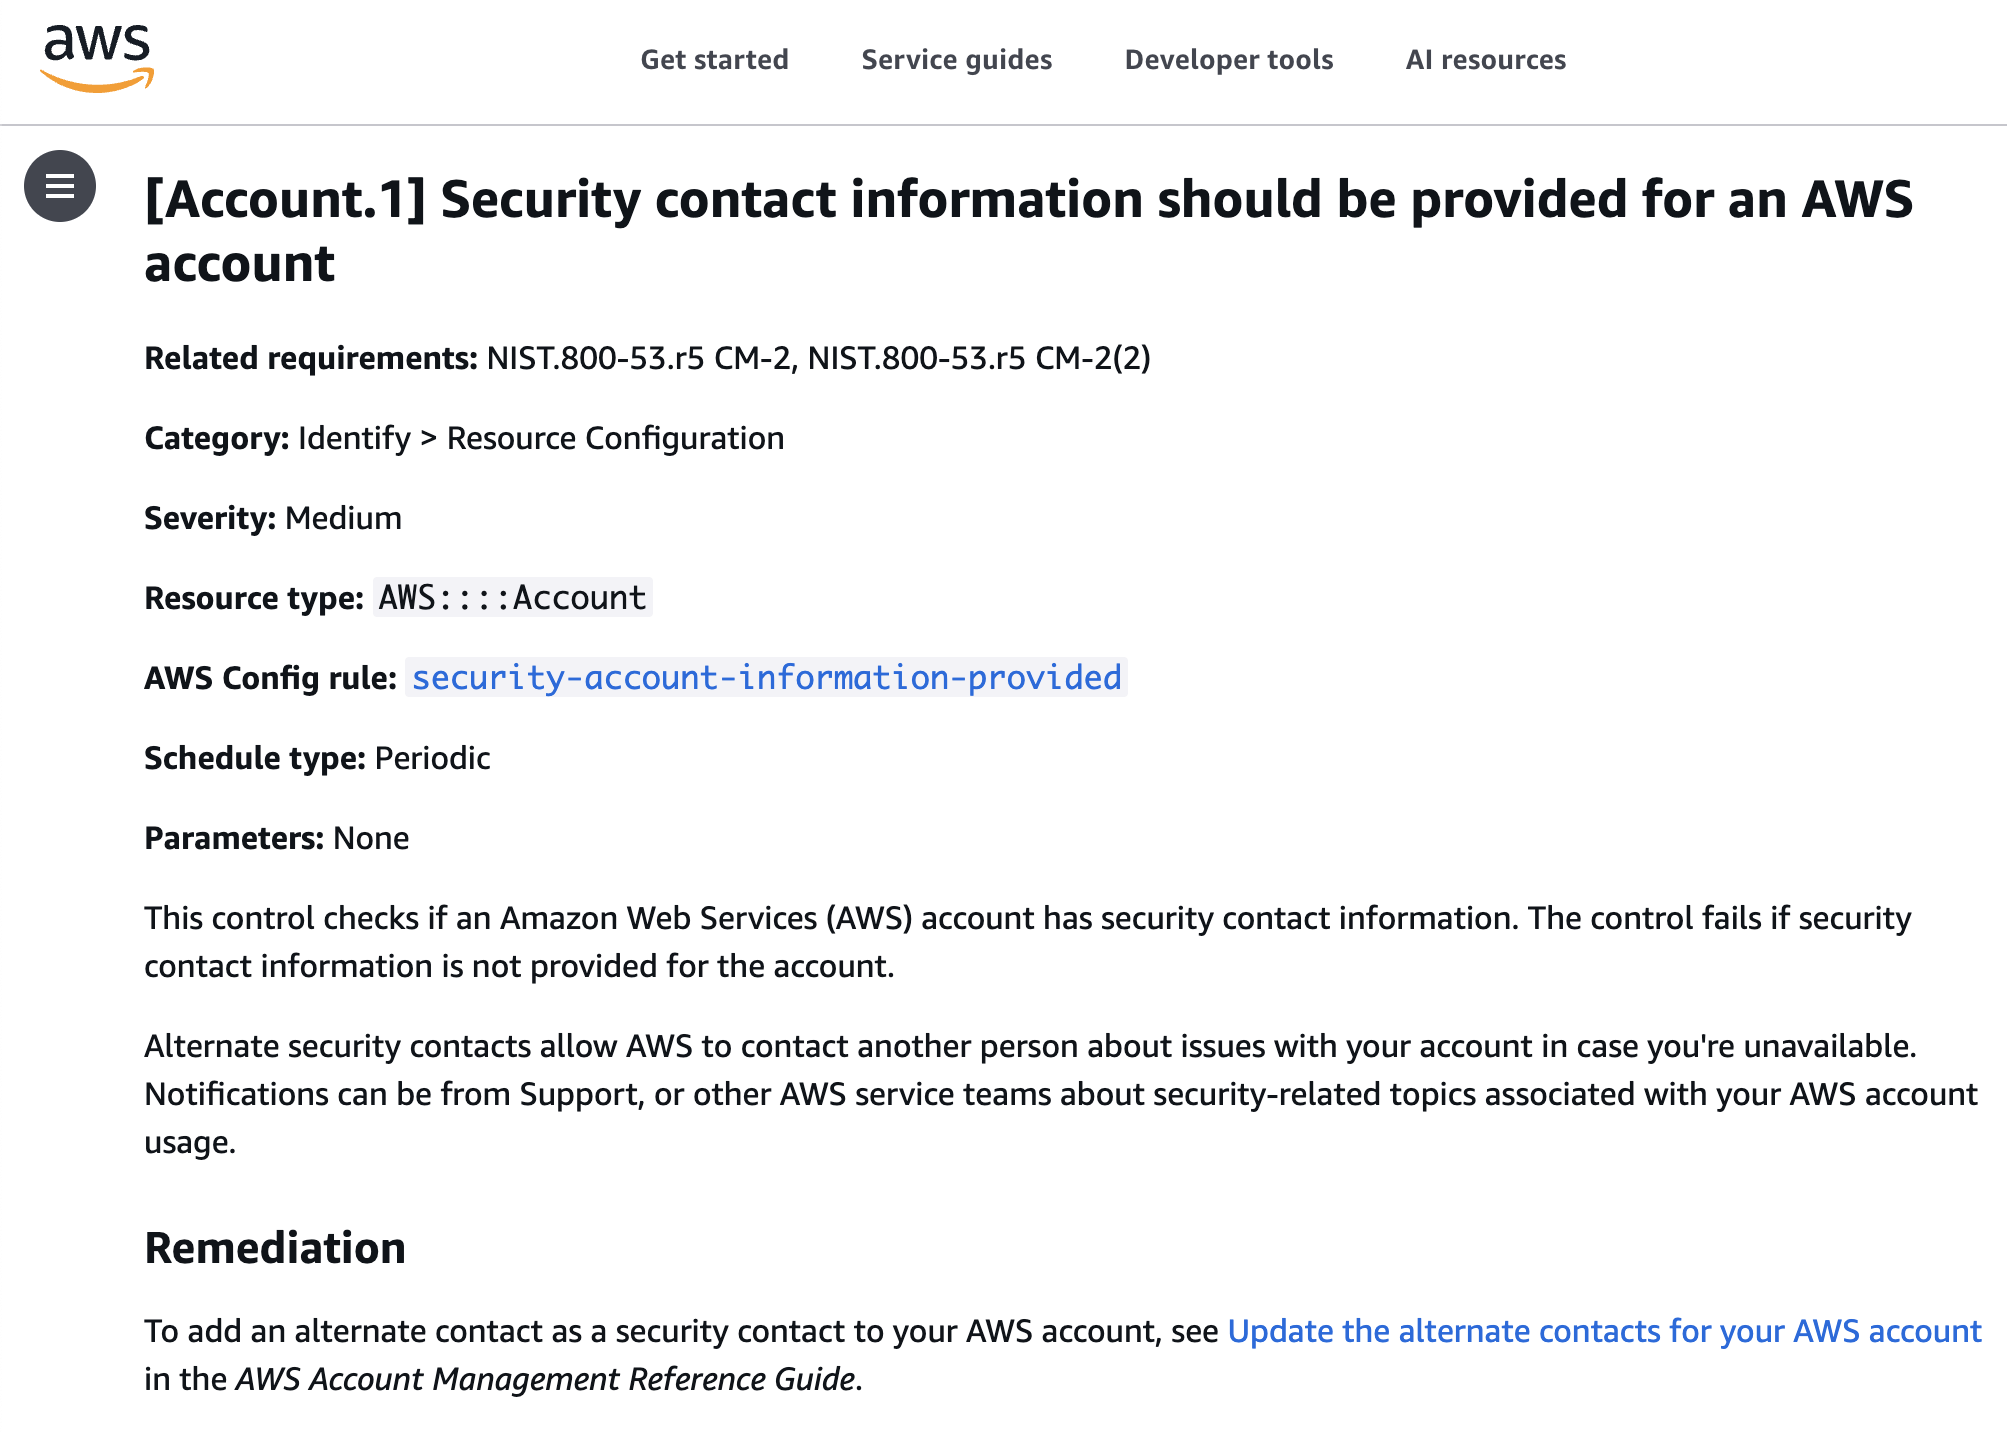 aws
Get started Service guides Developer tools AI resources
[Account.1] Security contact information should be provided for an AWS
account
Related requirements: NIST.800-53.r5 CM-2, NIST.800-53.r5 CM-2(2)
Category: Identify > Resource Configuration
Severity: Medium
Resource type: AWS::::Account
AWS Config rule: security-account-information-provided
Schedule type: Periodic
Parameters: None
This control checks if an Amazon Web Services (AWS) account has security contact information. The control fails if security
contact information is not provided for the account.
Alternate security contacts allow AWS to contact another person about issues with your account in case you're unavailable.
Notifications can be from Support, or other AWS service teams about security-related topics associated with your AWS account
usage.
Remediation
To add an alternate contact as a security contact to your AWS account, see Update the alternate contacts for your AWS account
in the AWS Account Management Reference Guide.